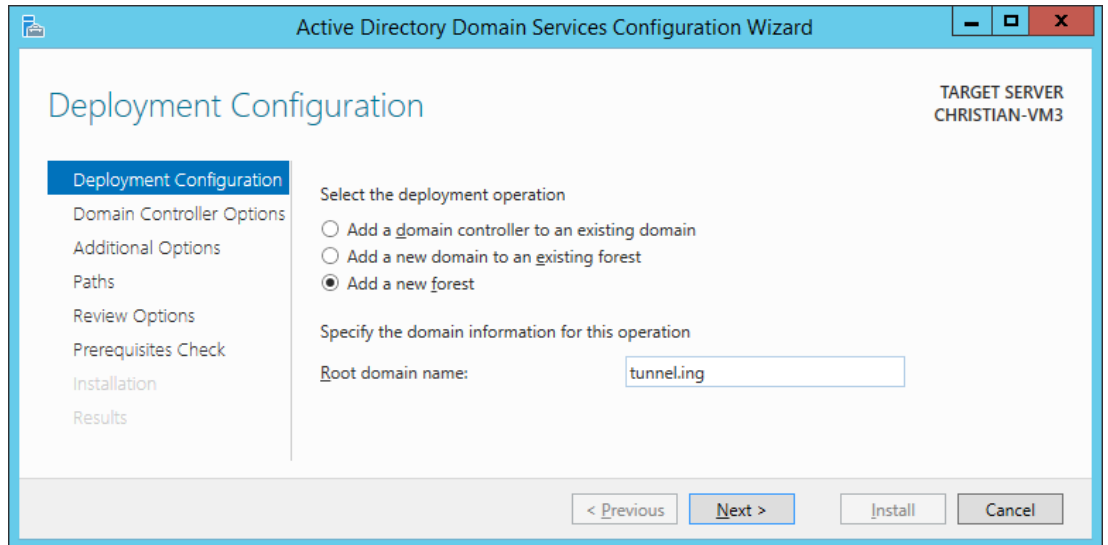 Active Directory Domain Services Configuration Wizard
Deployment Configuration
TARGET SERVER
CHRISTIAN-VM3
Deployment Configuration
Domain Controller Options
Additional Options
Paths
Review Options
Prerequisites Check
Installation
Results
Select the deployment operation
Add a domain controller to an existing domain
Add a new domain to an existing forest
Add a new forest
Specify the domain information for this operation
Root domain name: tunnel.ing
< Previous Next > Install Cancel